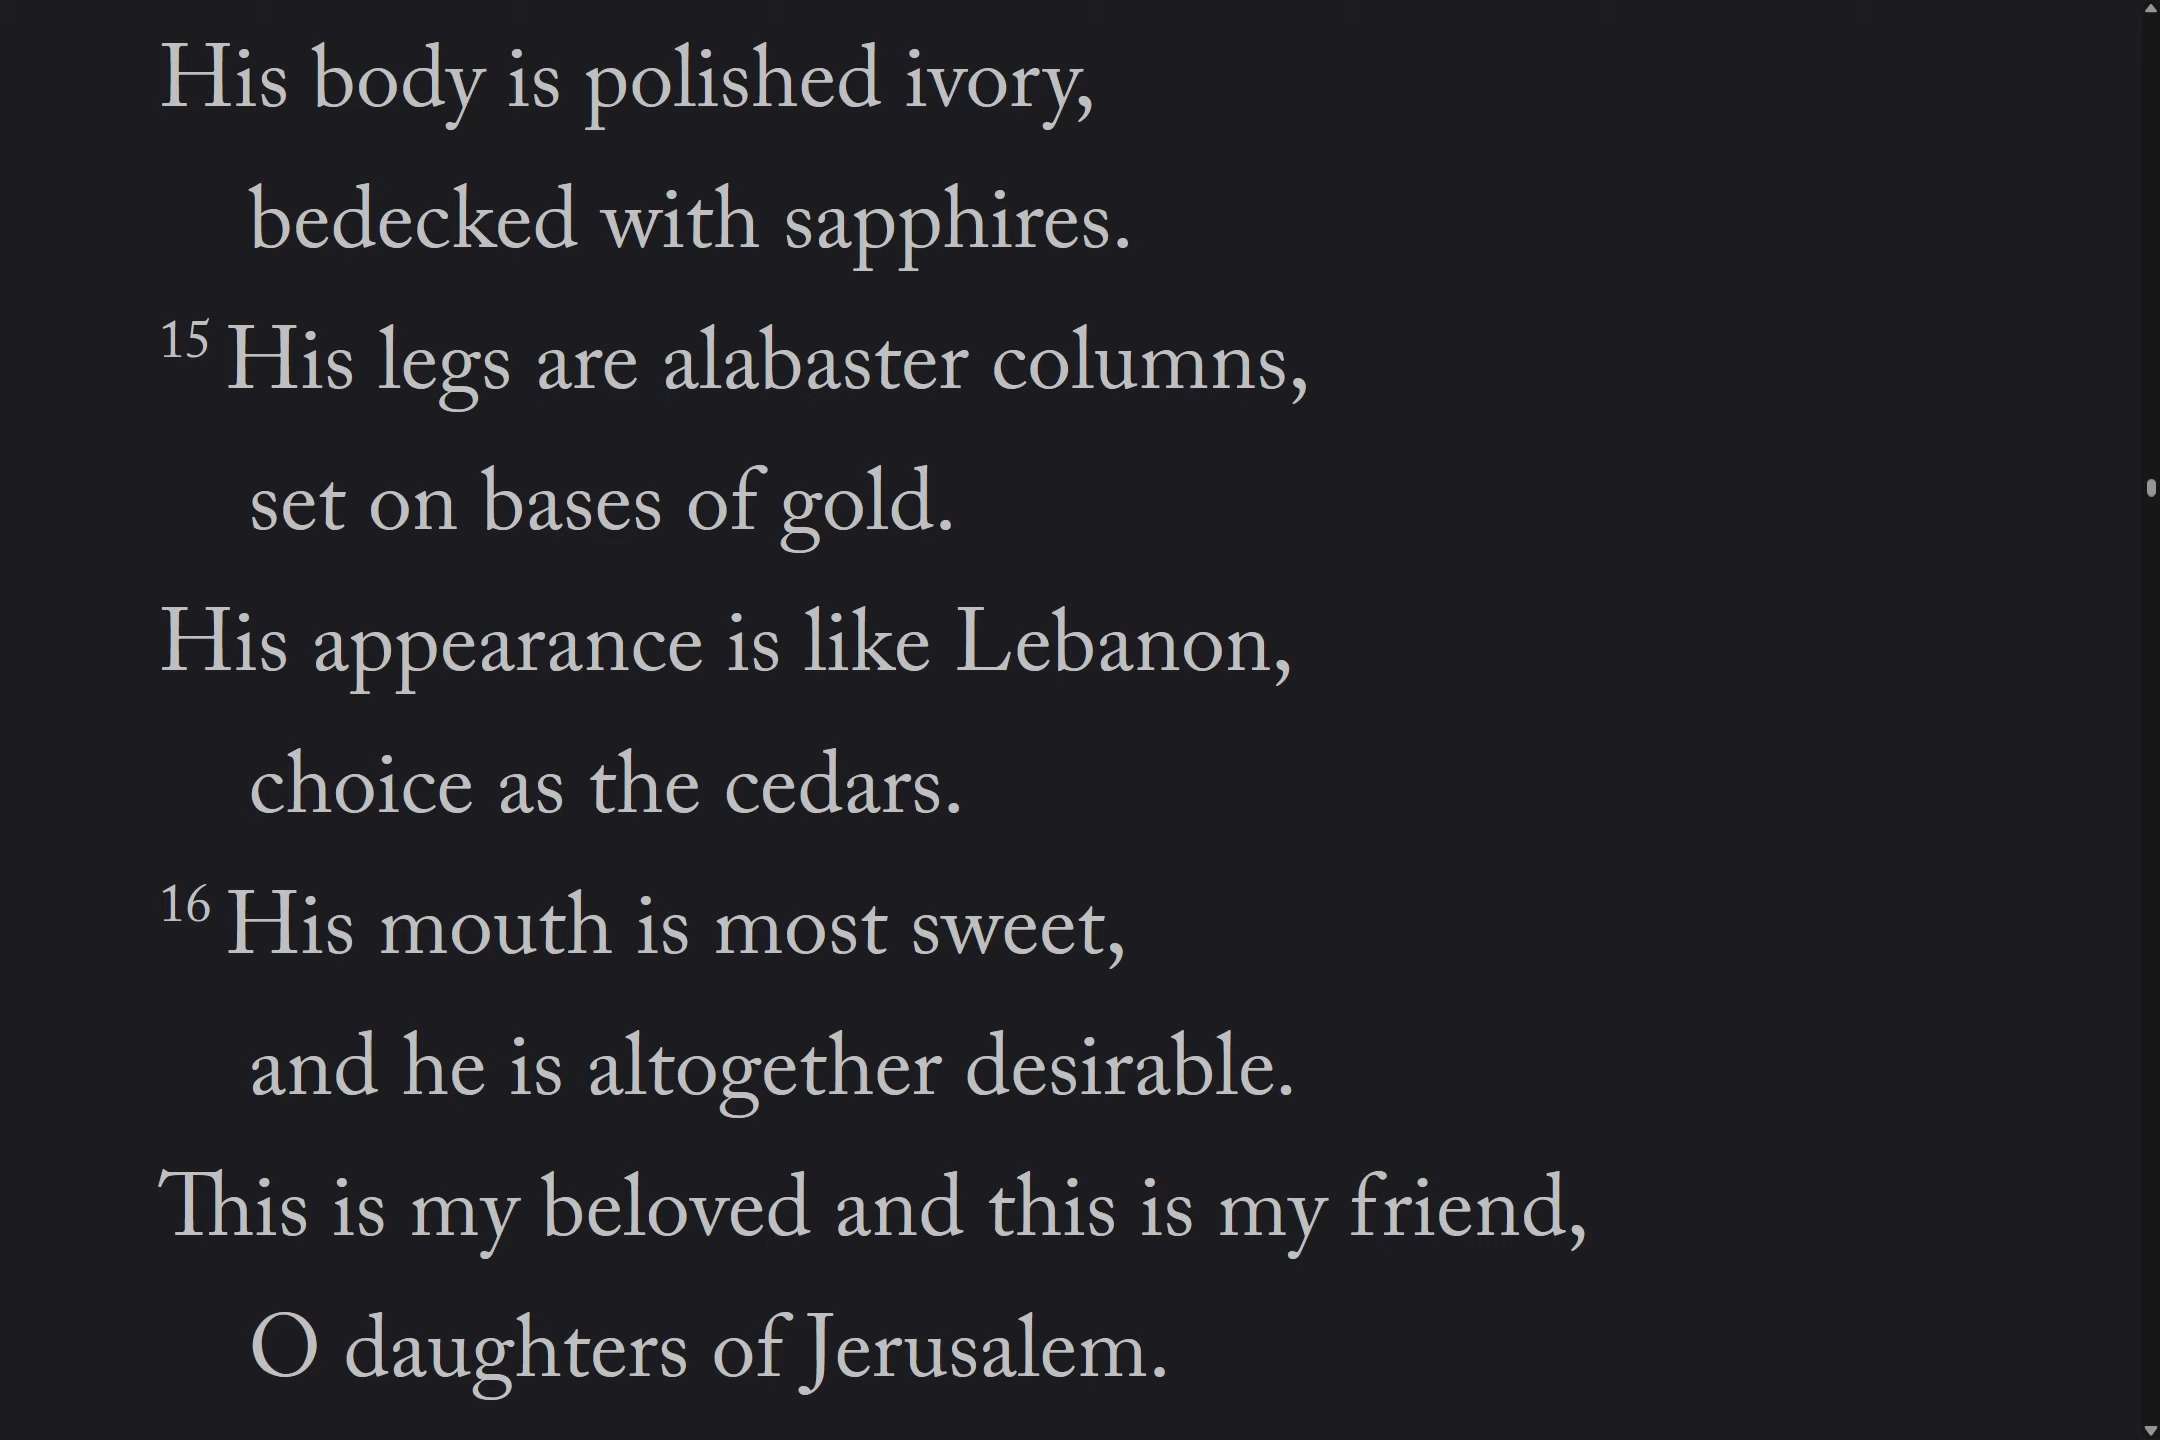 His body is polished ivory,
bedecked with sapphires.
15 His legs are alabaster columns,
set on bases of gold.
His appearance is like Lebanon,
choice as the cedars.
16 His mouth is most sweet,
and he is altogether desirable.
This is my beloved and this is my friend,
O daughters of Jerusalem.